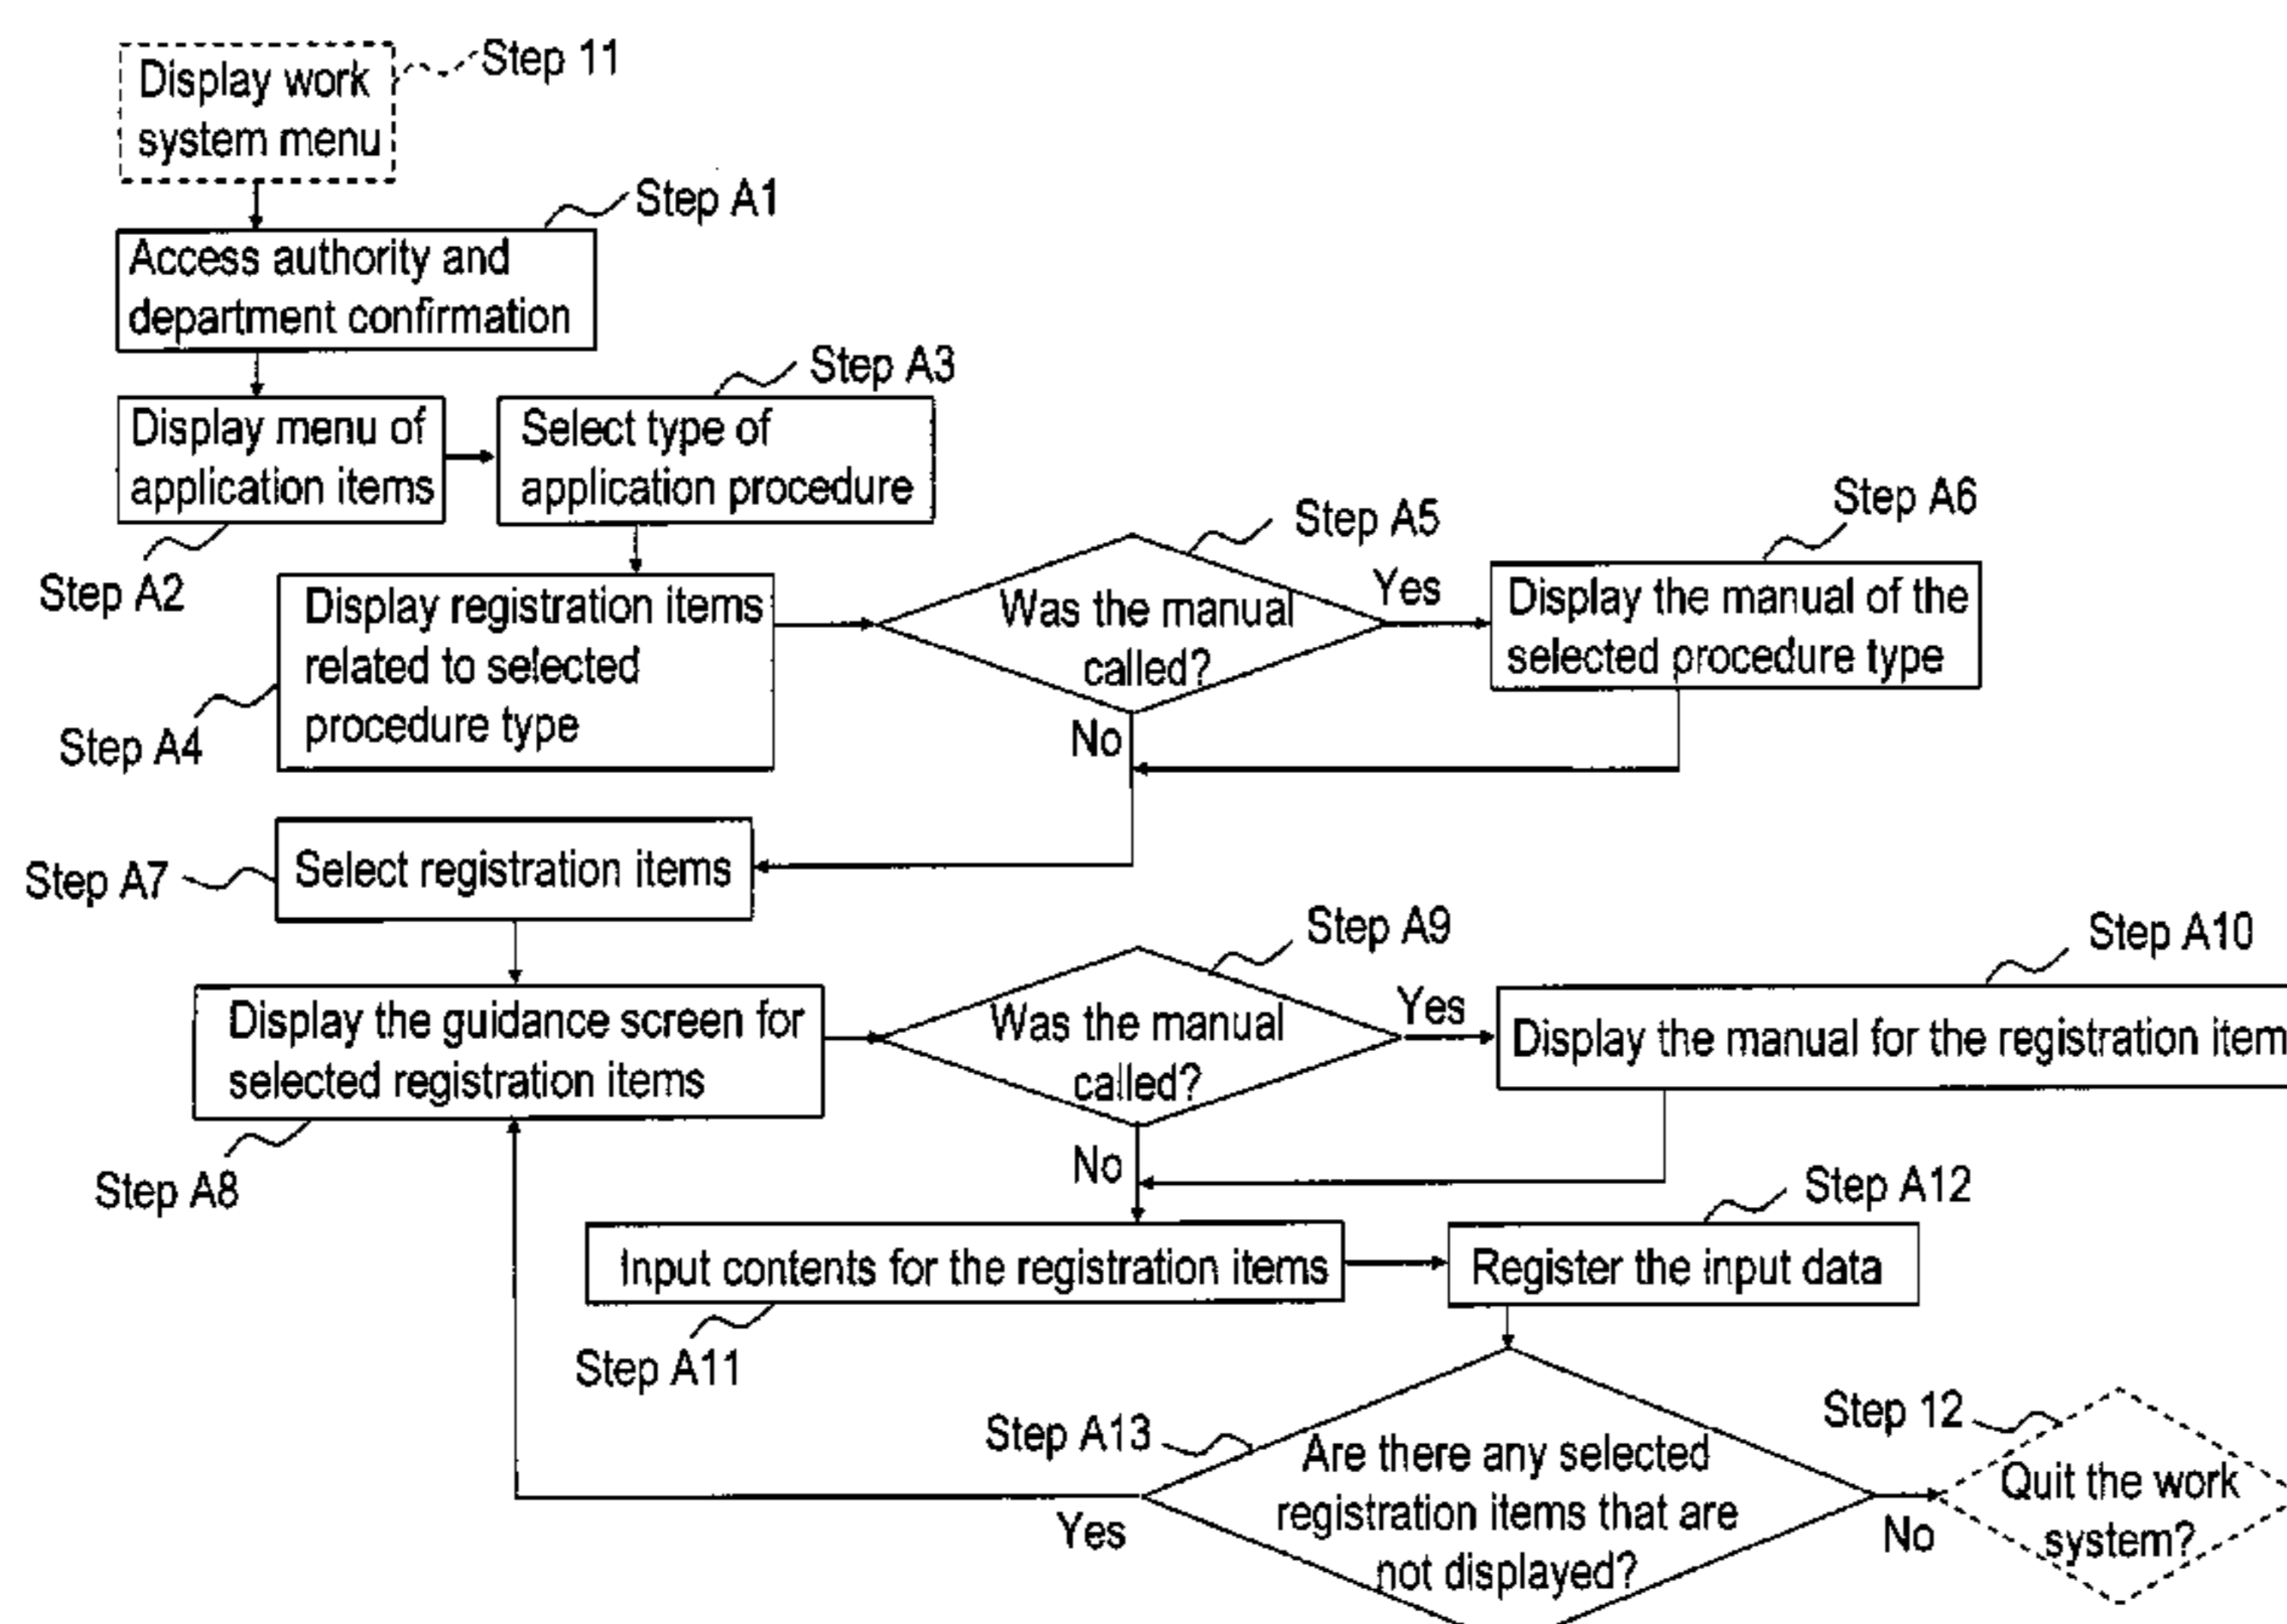 Display work
system menu
Step 11
Step A1
Access authority and
department confirmation
Step A3
Display menu of
application items
Select type of
application procedure
Step A2
Step A5
Step A6
Display registration items
related to selected
procedure type
Step A4
Was the manual
called?
Yes
No
Display the manual of the
selected procedure type
Step A7
Select registration items
Step A9
Step A10
Display the guidance screen for
selected registration items
Step A8
Was the manual
called?
Yes
No
Display the manual for the registration item
Step A12
Input contents for the registration items
Register the input data
Step A11
Step A13
Step 12
Are there any selected
registration items that are
not displayed?
Yes
No
Quit the work
system?